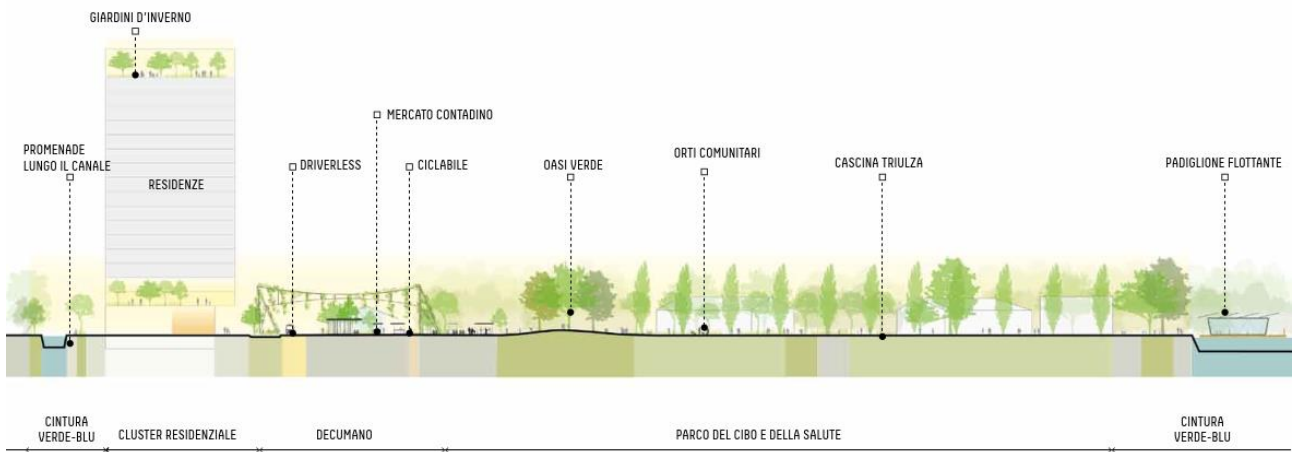 GIARDINI D'INVERNO
MERCATO CONTADINO
PROMENADE
LUNGO IL CANALE
RESIDENZE
DRIVERLESS
CICLABILE
OASI VERDE
ORTI COMUNITARI
CASCINA TRIULZA
PADIGLIONE FLOTTANTE
CINTURA
VERDE-BLU
CLUSTER RESIDENZIALE
DECUMANO
PARCO DEL CIBO E DELLA SALUTE
CINTURA
VERDE-BLU